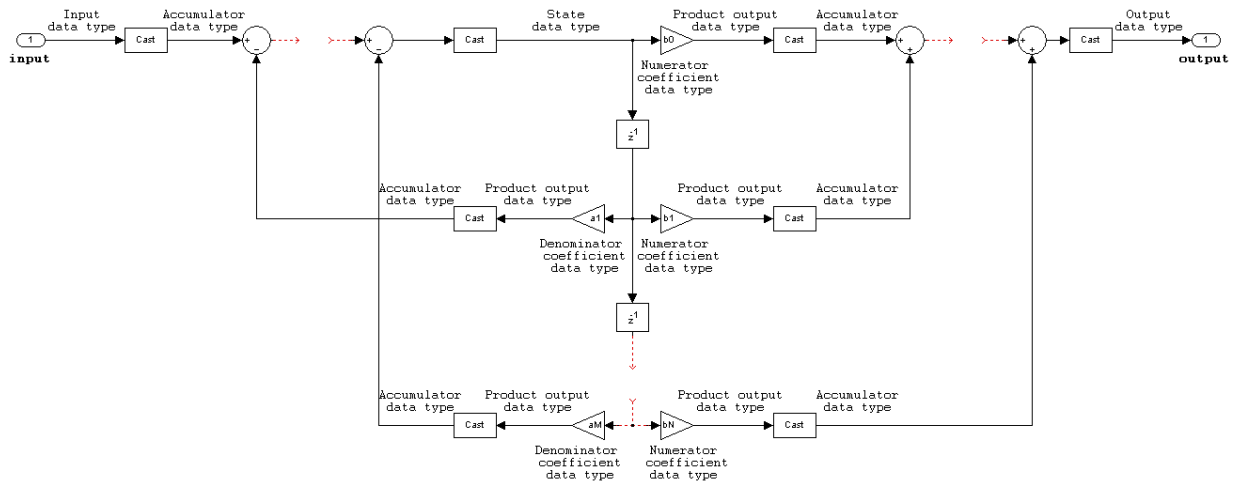 Input
data type
Accumulator
data type
State
data type
Product output
data type
Accumulator
data type
Output
data type
1
Cast
+
−
+
−
Cast
b0
Cast
+
+
+
+
Cast
1
input
output
Numerator
coefficient
data type
z-1
Accumulator
data type
Product output
data type
Product output
data type
Accumulator
data type
Cast
a1
b1
Cast
Denominator
coefficient
data type
Numerator
coefficient
data type
z-1
Accumulator
data type
Product output
data type
Product output
data type
Accumulator
data type
Cast
aM
bN
Cast
Denominator
coefficient
data type
Numerator
coefficient
data type